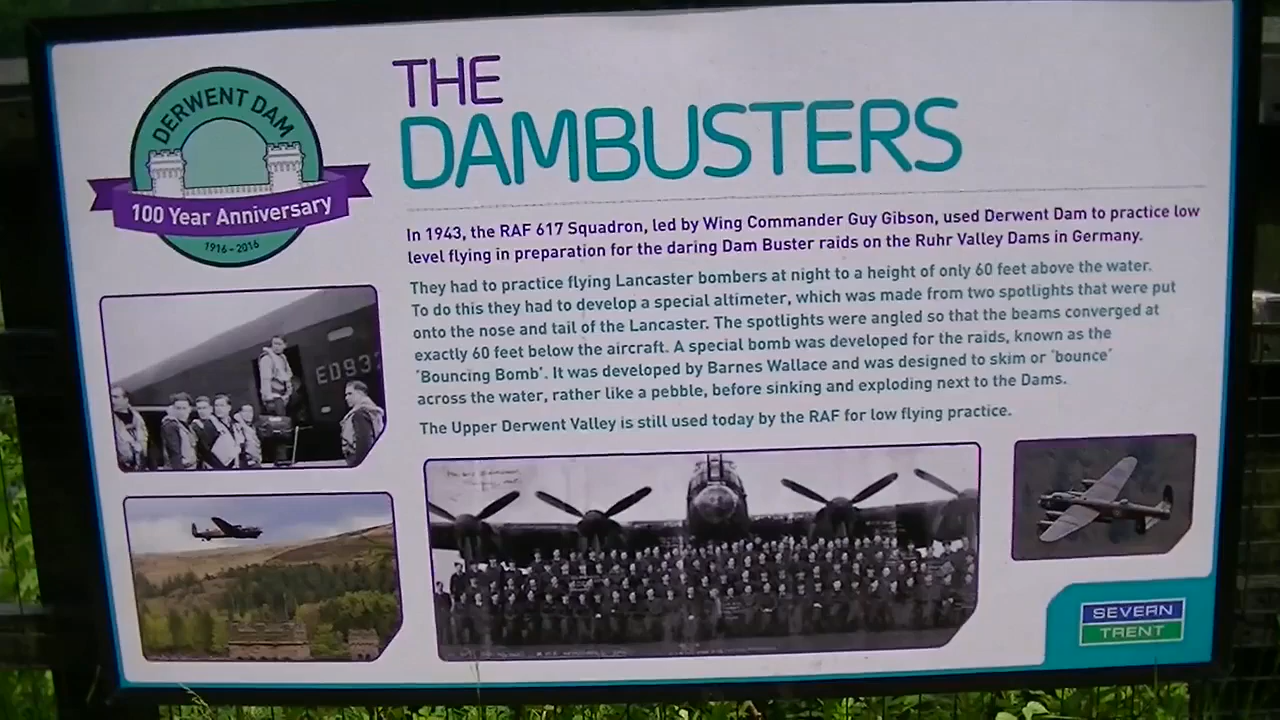 DERWENT DAM
100 Year Anniversary
1916-2016
THE
DAMBUSTERS
In 1943, the RAF 617 Squadron, led by Wing Commander Guy Gibson, used Derwent Dam to practice low
level flying in preparation for the daring Dam Buster raids on the Ruhr Valley Dams in Germany.
They had to practice flying Lancaster bombers at night to a height of only 60 feet above the water.
To do this they had to develop a special altimeter, which was made from two spotlights that were put
onto the nose and tail of the Lancaster. The spotlights were angled so that the beams converged at
exactly 60 feet below the aircraft. A special bomb was developed for the raids, known as the
'Bouncing Bomb'. It was developed by Barnes Wallace and was designed to skim or 'bounce'
across the water, rather like a pebble, before sinking and exploding next to the Dams.
The Upper Derwent Valley is still used today by the RAF for low flying practice.
ED93
SEVERN
TRENT